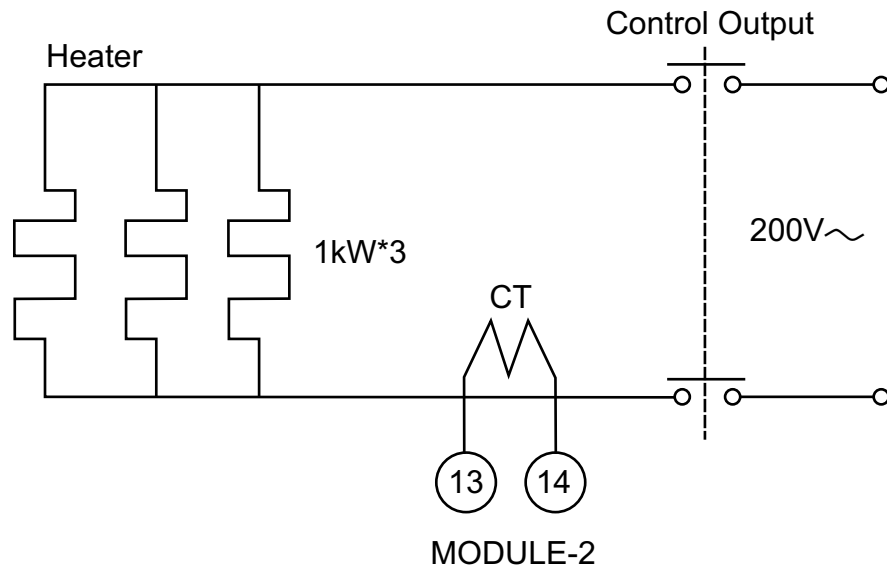 Control Output
Heater
200V~
1kW*3
CT
13
14
MODULE-2